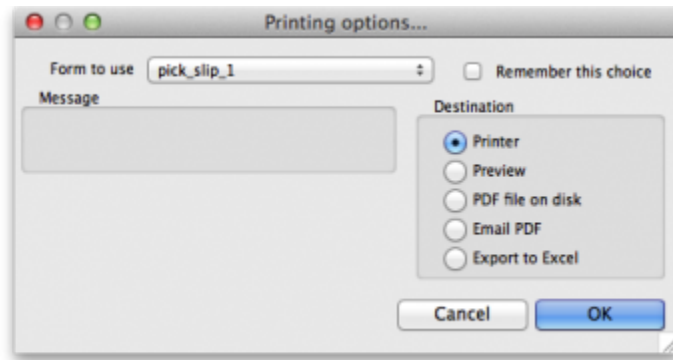 Printing options...
Form to use pick_slip_1 Remember this choice
Message
Destination
Printer
Preview
PDF file on disk
Email PDF
Export to Excel
Cancel OK